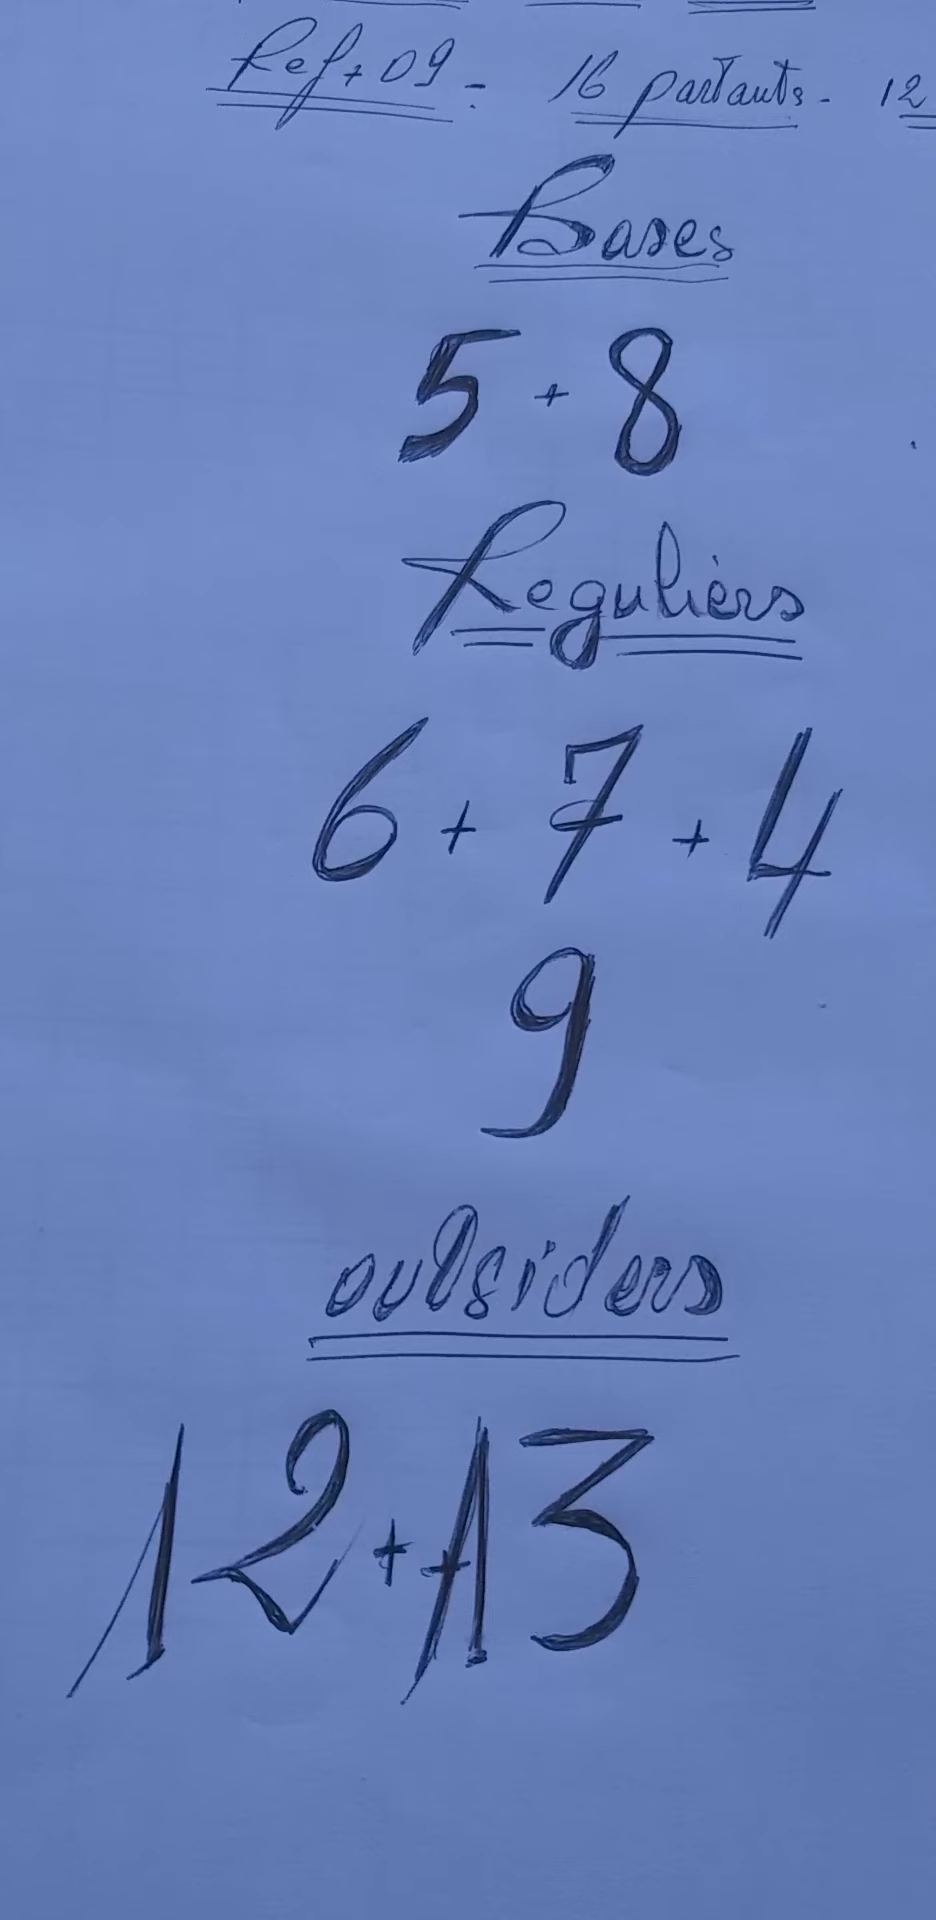 Ref + 09 - 16 partants - 12
Bases
5 + 8
Reguliers
6 + 7 + 4
9
outsiders
12 + 13